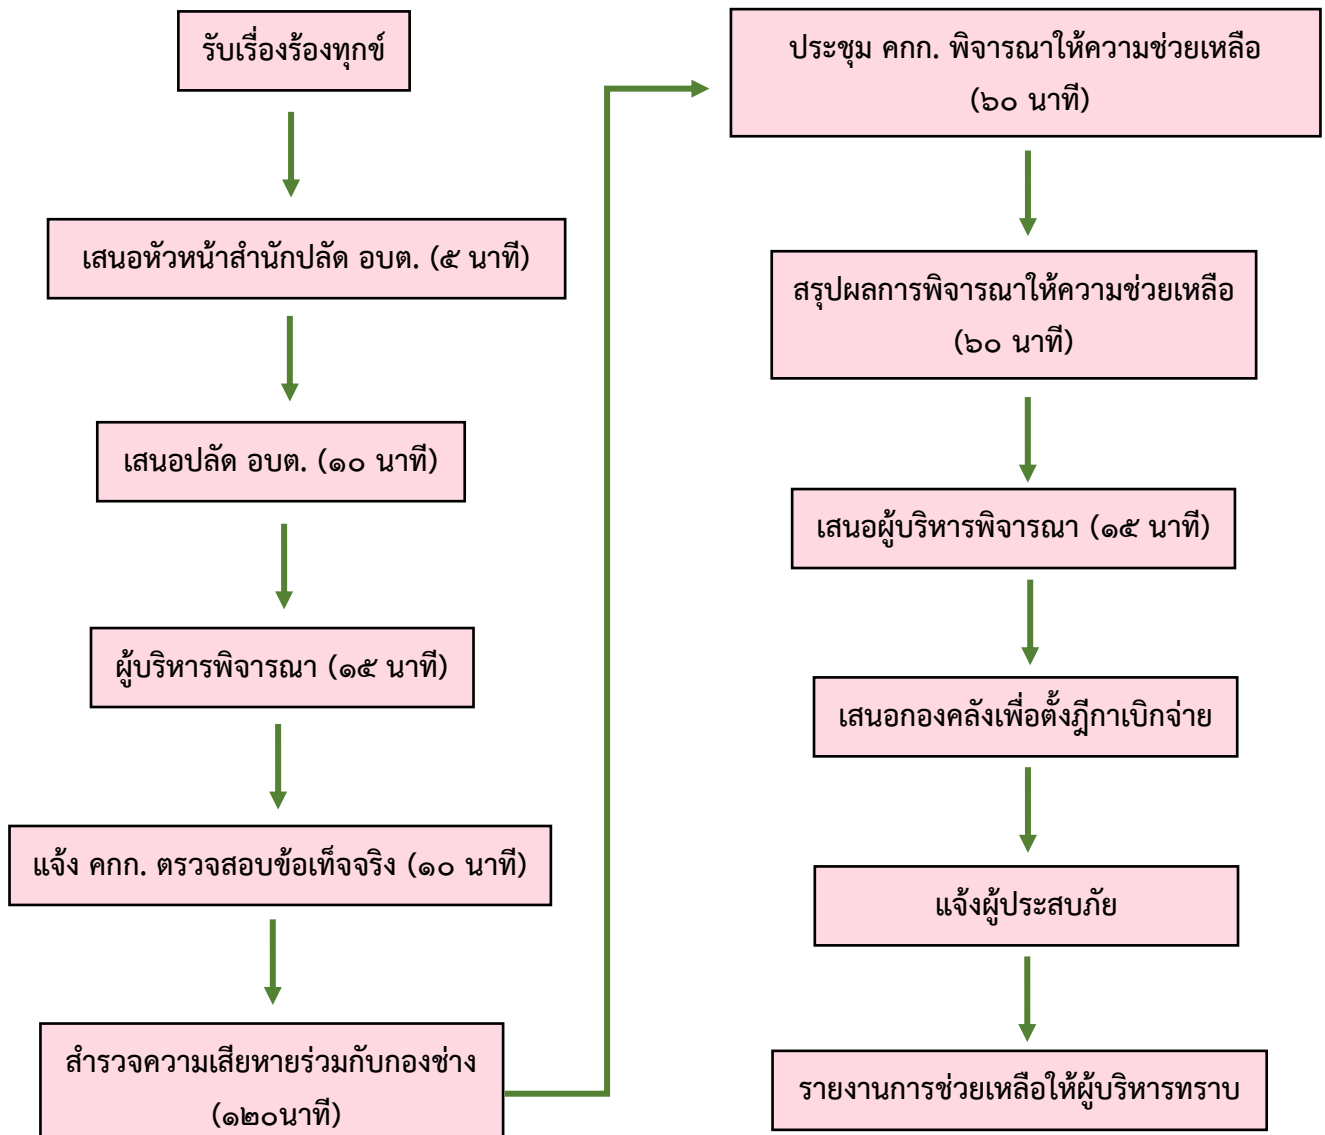 รับเรื่องร้องทุกข์
เสนอหัวหน้าสำนักปลัด อบต. (๕ นาที)
เสนอปลัด อบต. (๑๐ นาที)
ผู้บริหารพิจารณา (๑๕ นาที)
แจ้ง คกก. ตรวจสอบข้อเท็จจริง (๑๐ นาที)
สำรวจความเสียหายร่วมกับกองช่าง
(๑๒๐นาที)
ประชุม คกก. พิจารณาให้ความช่วยเหลือ
(๖๐ นาที)
สรุปผลการพิจารณาให้ความช่วยเหลือ
(๖๐ นาที)
เสนอผู้บริหารพิจารณา (๑๕ นาที)
เสนอกองคลังเพื่อตั้งฎีกาเบิกจ่าย
แจ้งผู้ประสบภัย
รายงานการช่วยเหลือให้ผู้บริหารทราบ